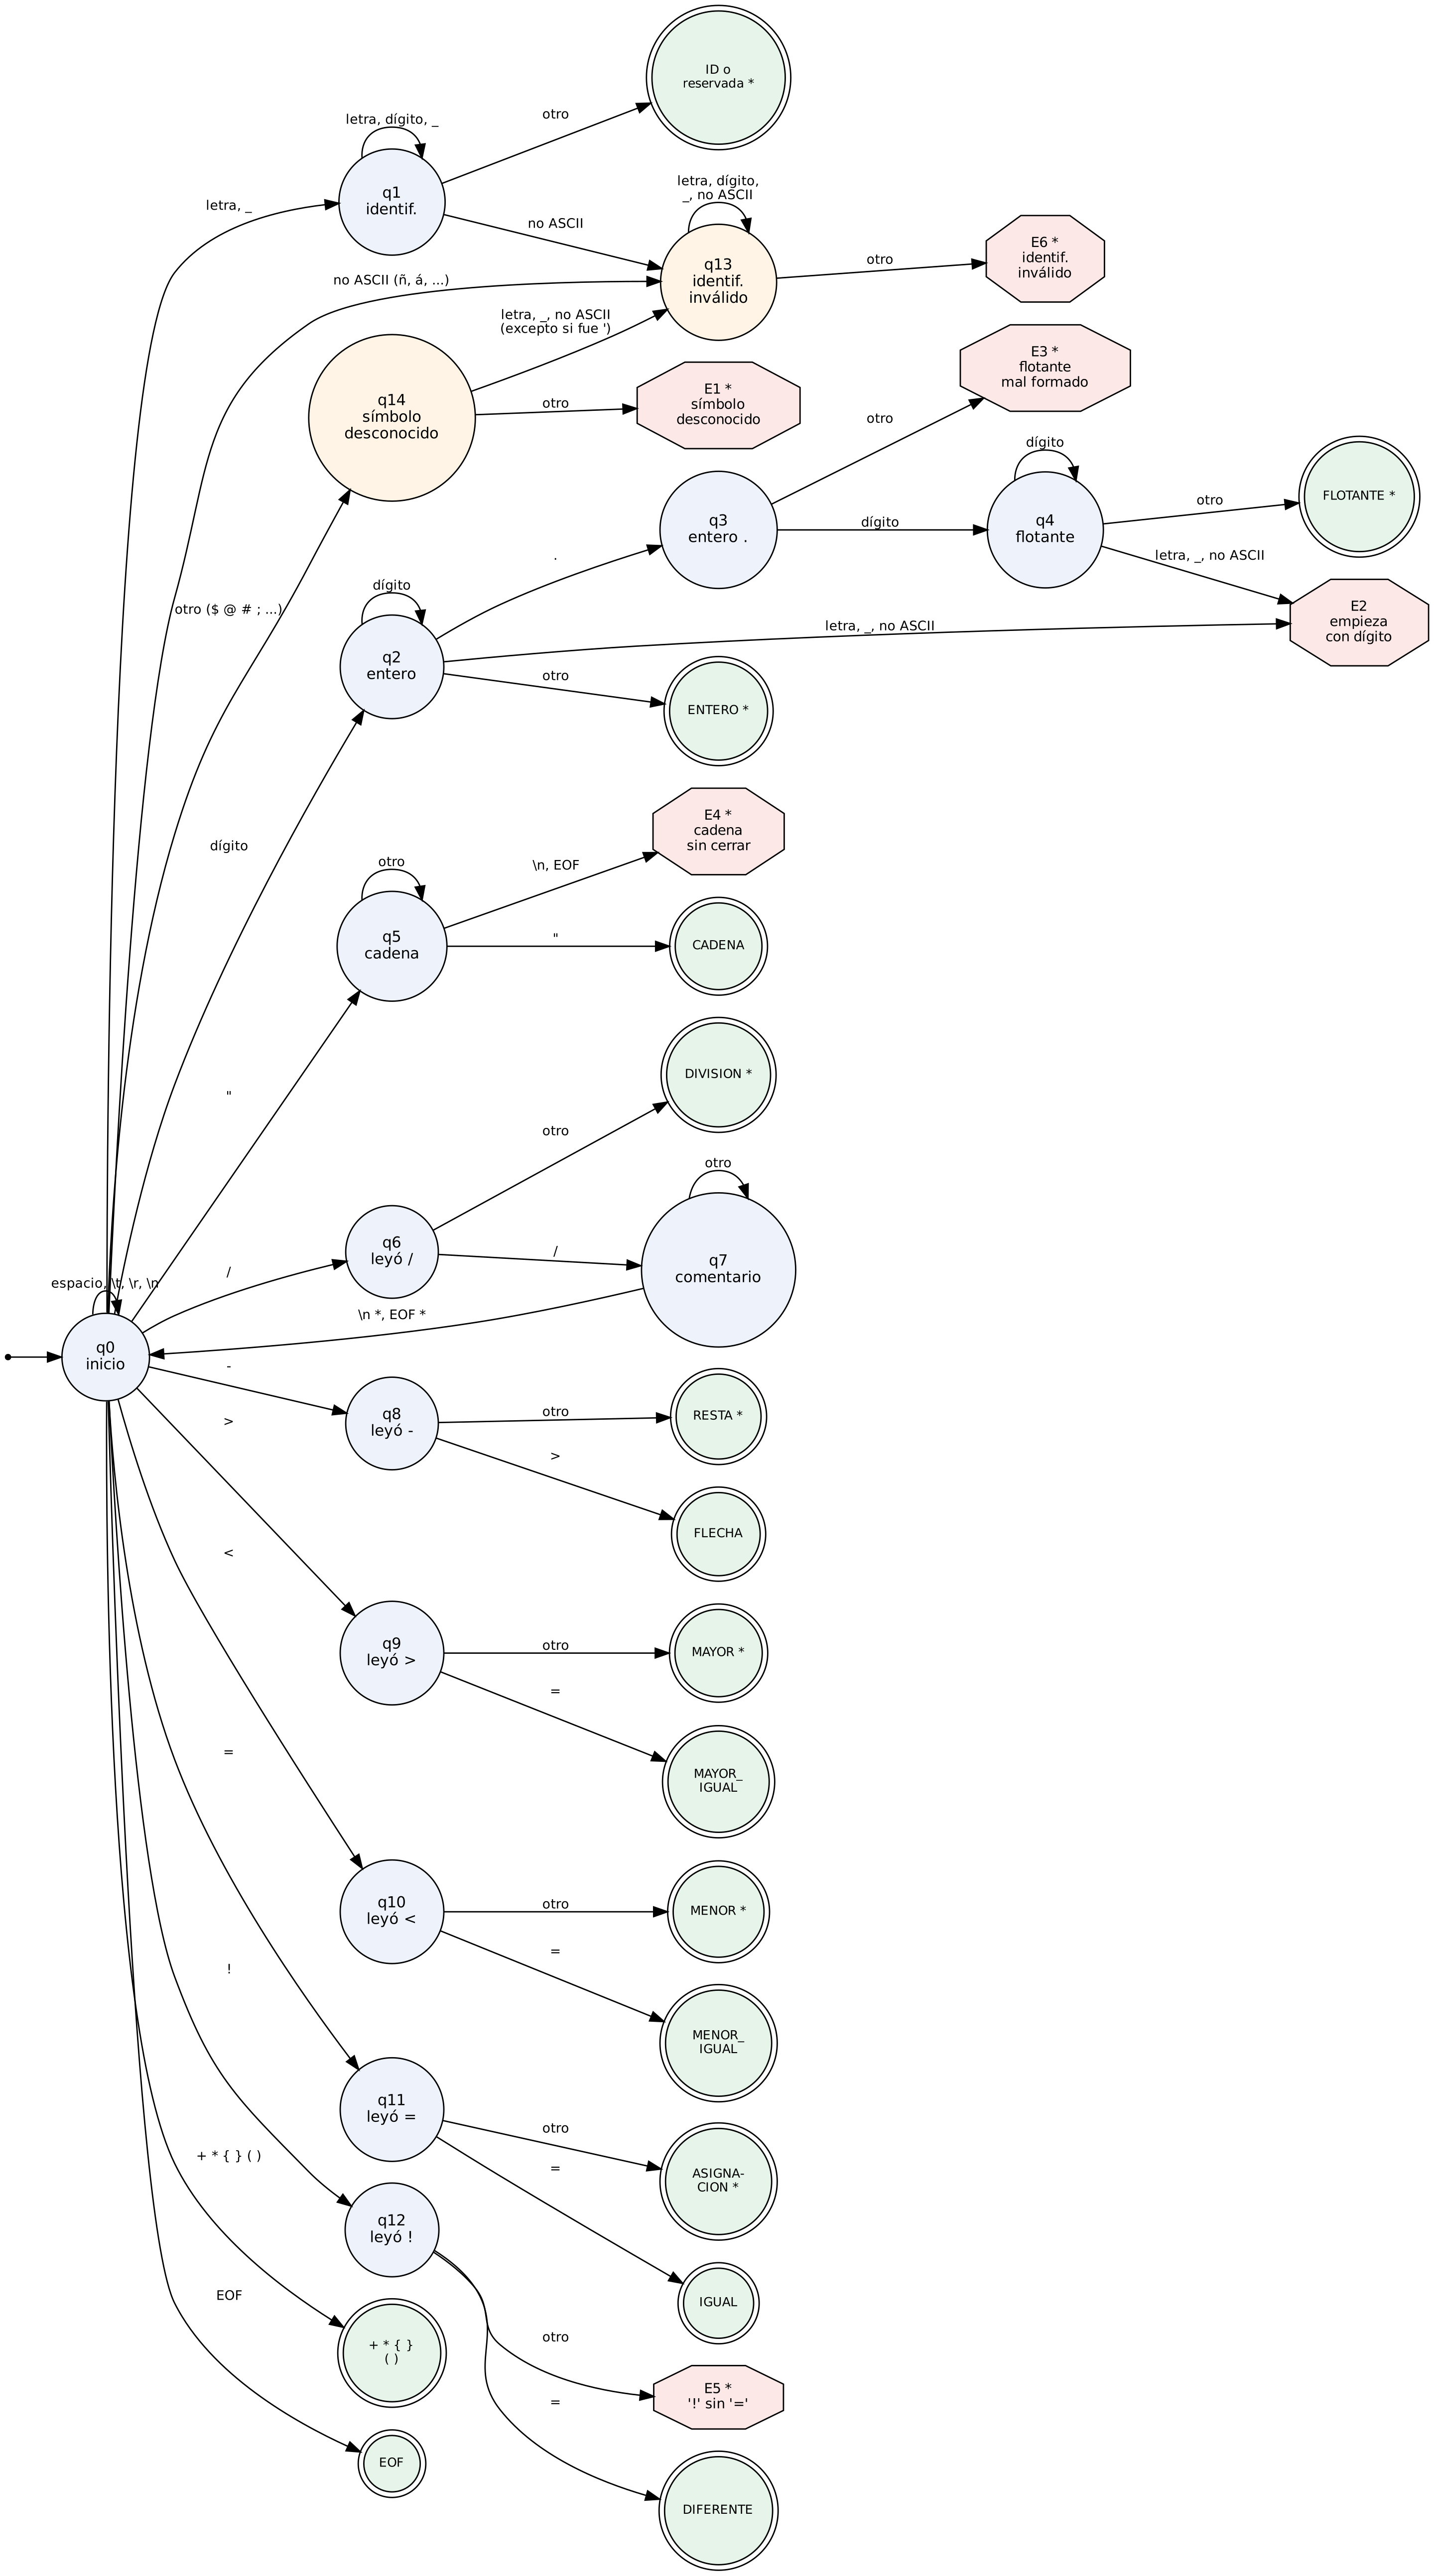 ID o
reservada *
letra, dígito, _
otro
q1
identif.
letra, _
no ASCII
letra, dígito,
_, no ASCII
q13
identif.
inválido
otro
E6 *
identif.
inválido
no ASCII (ñ, á, ...)
letra, _, no ASCII
(excepto si fue ')
q14
símbolo
desconocido
otro
E1 *
símbolo
desconocido
E3 *
flotante
mal formado
otro
dígito
q3
entero .
dígito
q4
flotante
otro
FLOTANTE *
letra, _, no ASCII
E2
empieza
con dígito
.
otro ($ @ # ; ...)
dígito
q2
entero
letra, _, no ASCII
otro
ENTERO *
dígito
E4 *
cadena
sin cerrar
otro
\n, EOF
q5
cadena
"
CADENA
"
DIVISION *
otro
otro
q6
leyó /
/
q7
comentario
/
espacio, \t, \r, \n
\n *, EOF *
q0
inicio
-
q8
leyó -
otro
RESTA *
>
>
FLECHA
<
q9
leyó >
otro
MAYOR *
=
=
MAYOR_
IGUAL
q10
leyó <
otro
MENOR *
=
!
MENOR_
IGUAL
q11
leyó =
otro
=
ASIGNA-
CION *
+ * { } ( )
q12
leyó !
IGUAL
EOF
otro
+ * { }
( )
E5 *
'!' sin '='
=
EOF
DIFERENTE